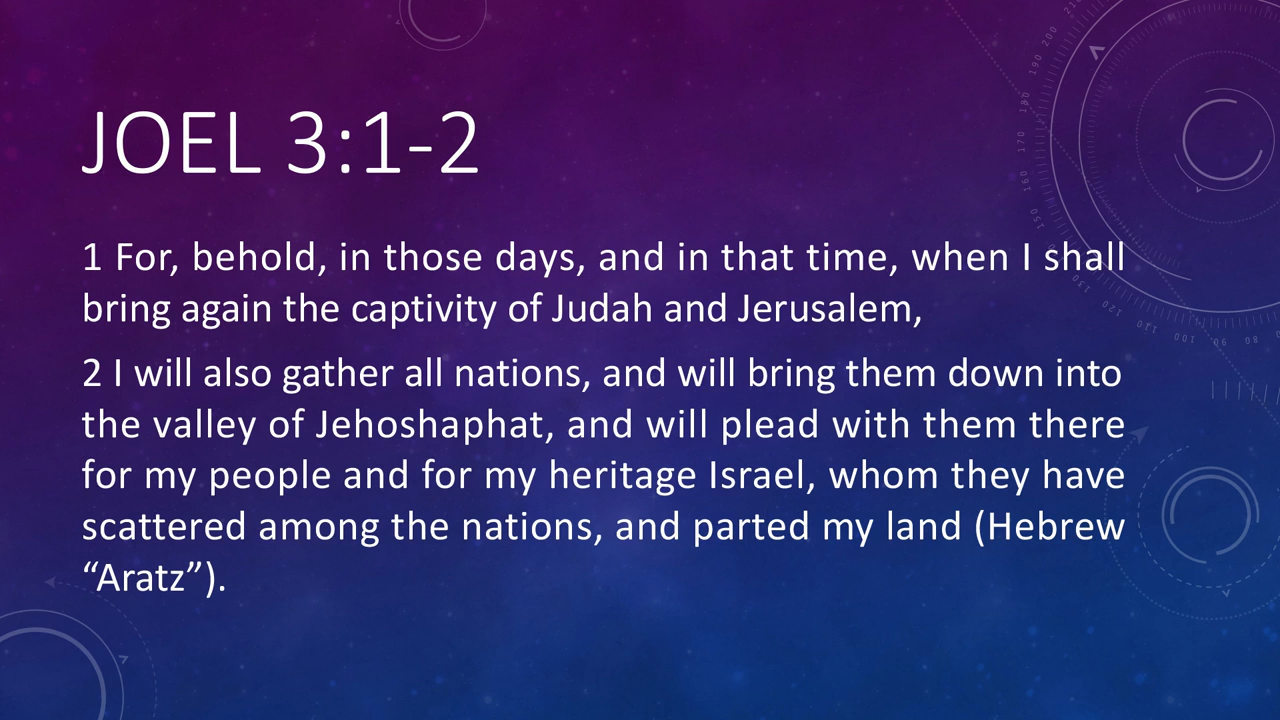 JOEL 3:1-2
1 For, behold, in those days, and in that time, when I shall
bring again the captivity of Judah and Jerusalem,
2 I will also gather all nations, and will bring them down into
the valley of Jehoshaphat, and will plead with them there
for my people and for my heritage Israel, whom they have
scattered among the nations, and parted my land (Hebrew
“Aratz”).